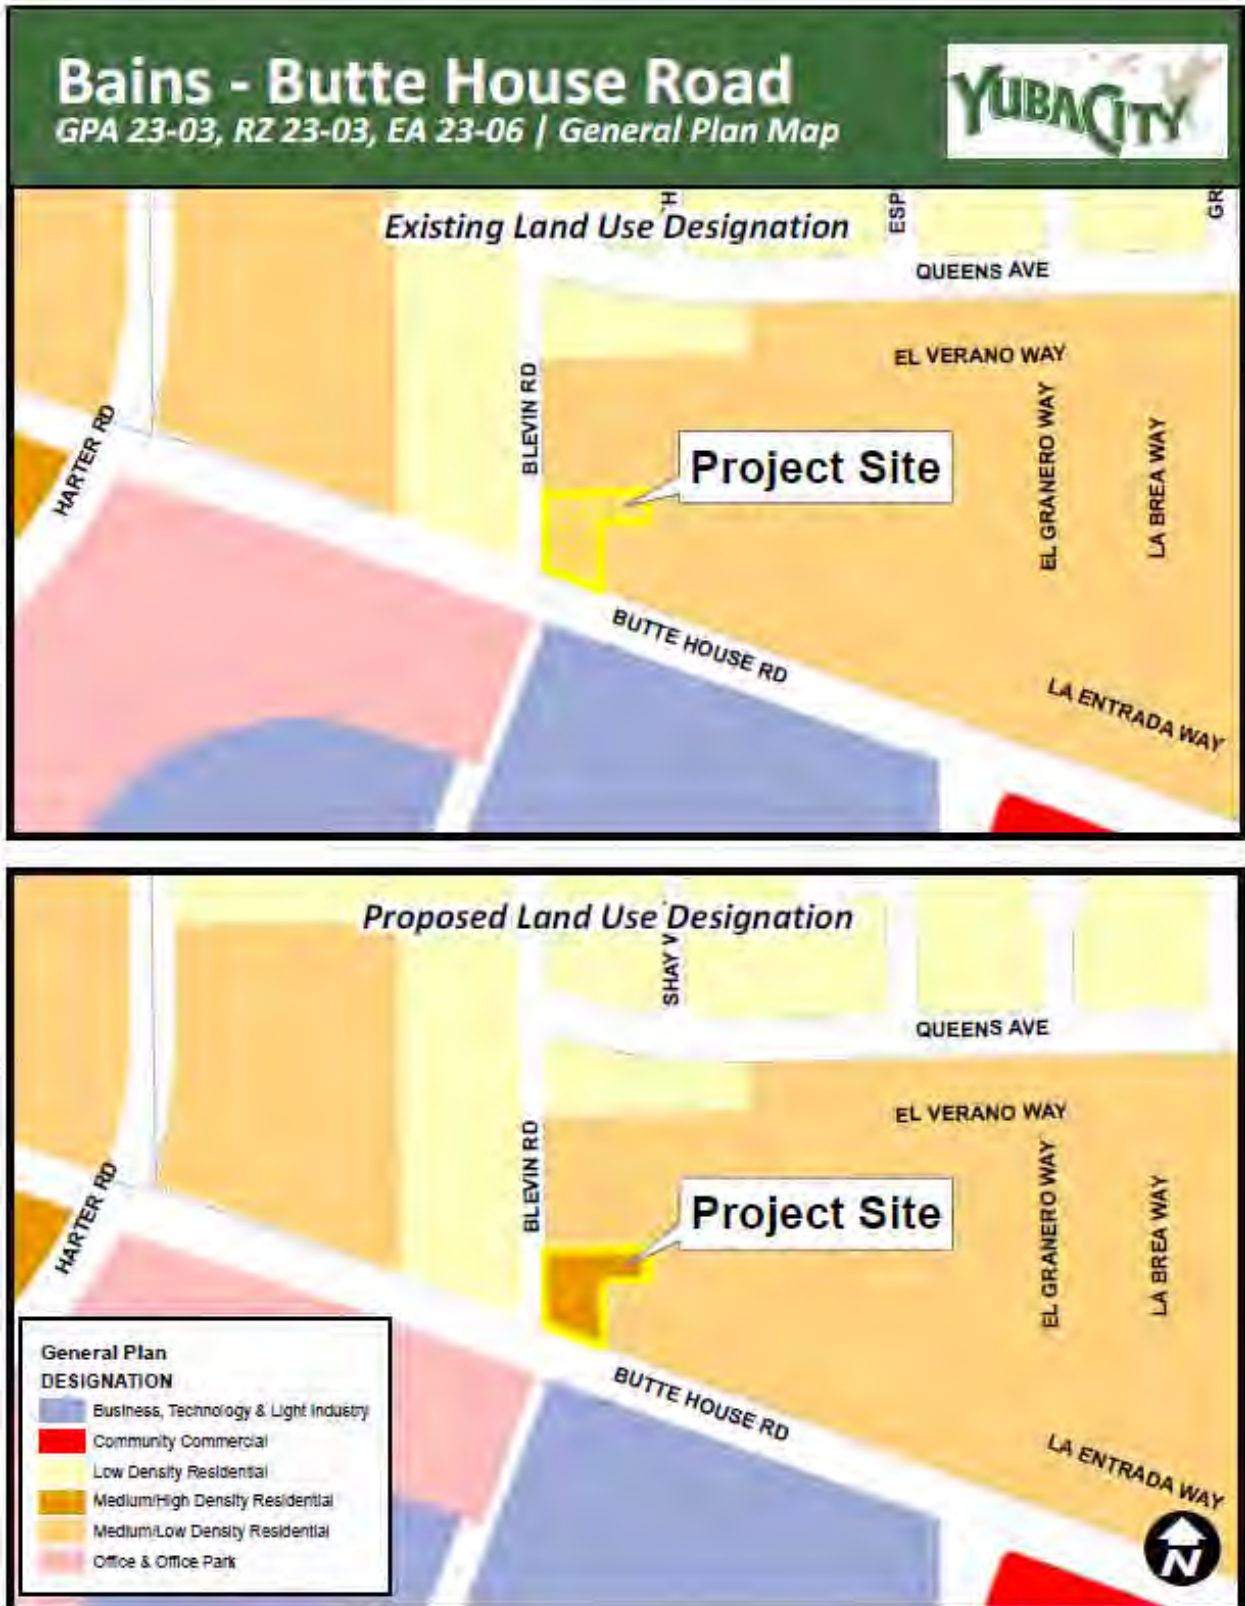 Bains - Butte House Road
GPA 23-03, RZ 23-03, EA 23-06 | General Plan Map
YUBA CITY
Existing Land Use Designation
ESP
GR
QUEENS AVE
EL VERANO WAY
BLEVIN RD
EL GRANERO WAY
LA BREA WAY
HARTER RD
Project Site
BUTTE HOUSE RD
LA ENTRADA WAY
Proposed Land Use Designation
SHAY
QUEENS AVE
EL VERANO WAY
BLEVIN RD
EL GRANERO WAY
LA BREA WAY
HARTER RD
Project Site
BUTTE HOUSE RD
LA ENTRADA WAY
General Plan
DESIGNATION
Business, Technology & Light Industry
Community Commercial
Low Density Residential
Medium/High Density Residential
Medium/Low Density Residential
Office & Office Park
N